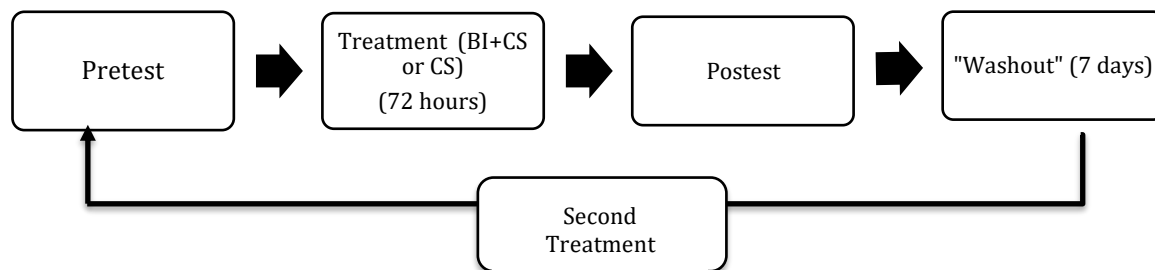 Pretest
Treatment (BI+CS
or CS)
(72 hours)
Postest
"Washout" (7 days)
Second
Treatment